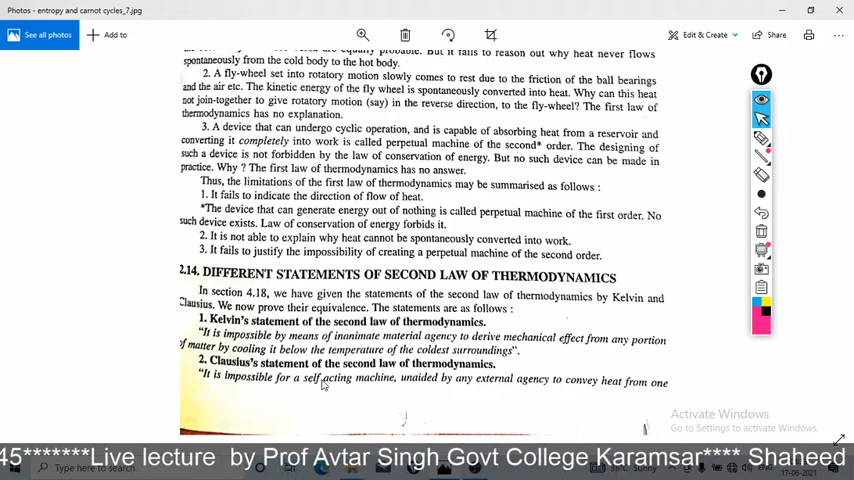 Photos - entropy and carnot cycles_7.jpg
See all photos
Add to
Edit & Create
Share
But it fails to reason out why heat never flows
spontaneously from the cold body to the hot body.
2. A fly-wheel set into rotatory motion slowly comes to rest due to the friction of the ball bearings
and the air etc. The kinetic energy of the fly wheel is spontaneously converted into heat. Why can this heat
not join-together to give rotatory motion (say) in the reverse direction, to the fly-wheel? The first law of
thermodynamics has no explanation.
3. A device that can undergo cyclic operation, and is capable of absorbing heat from a reservoir and
converting it completely into work is called perpetual machine of the second* order. The designing of
such a device is not forbidden by the law of conservation of energy. But no such device can be made in
practice. Why ? The first law of thermodynamics has no answer.
Thus, the limitations of the first law of thermodynamics may be summarised as follows :
1. It fails to indicate the direction of flow of heat.
*The device that can generate energy out of nothing is called perpetual machine of the first order. No
such device exists. Law of conservation of energy forbids it.
2. It is not able to explain why heat cannot be spontaneously converted into work.
3. It fails to justify the impossibility of creating a perpetual machine of the second order.
2.14. DIFFERENT STATEMENTS OF SECOND LAW OF THERMODYNAMICS
In section 4.18, we have given the statements of the second law of thermodynamics by Kelvin and
Clausius. We now prove their equivalence. The statements are as follows :
1. Kelvin's statement of the second law of thermodynamics.
"It is impossible by means of inanimate material agency to derive mechanical effect from any portion
of matter by cooling it below the temperature of the coldest surroundings".
2. Clausius's statement of the second law of thermodynamics.
"It is impossible for a self acting machine, unaided by any external agency to convey heat from one
Activate Windows
Go to Settings to activate Windows.
45*******Live lecture by Prof Avtar Singh Govt College Karamsar**** Shaheed
Type here to search
Sunny
ENG
17-06-2021